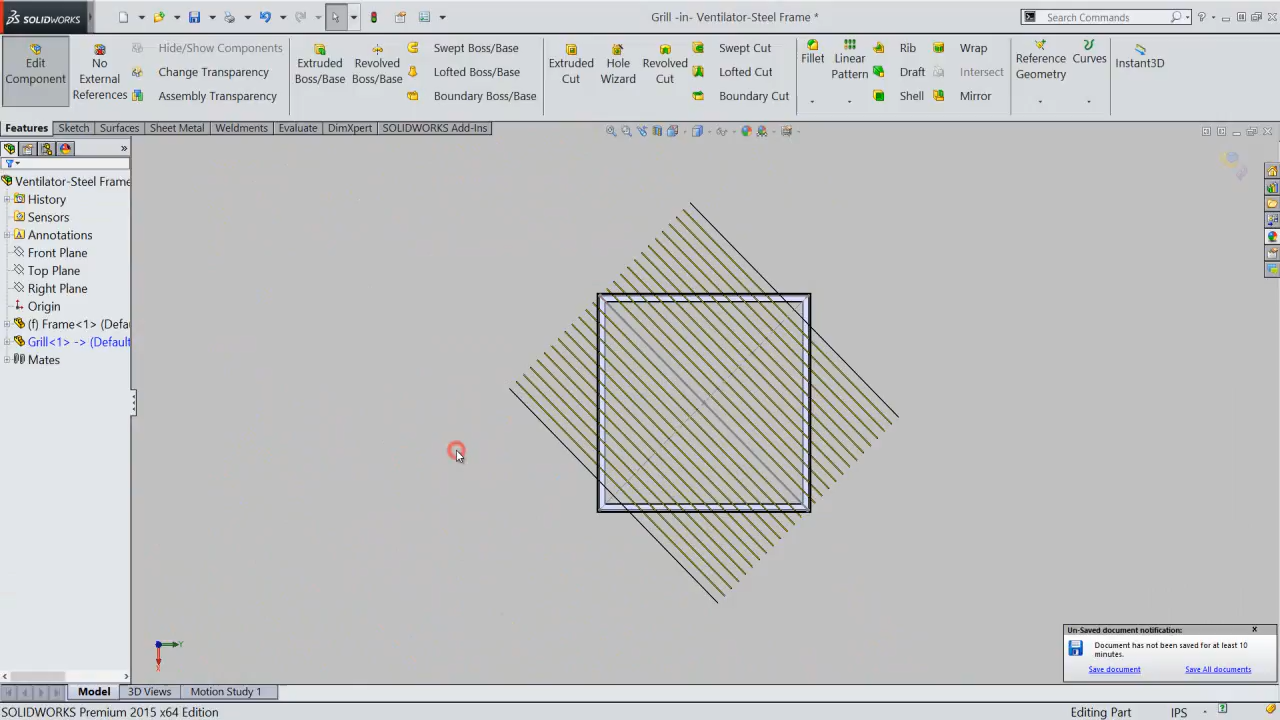 SOLIDWORKS
Grill -in- Ventilator-Steel Frame *
Search Commands
Edit Component
No External References
Hide/Show Components
Change Transparency
Assembly Transparency
Extruded Boss/Base
Revolved Boss/Base
Swept Boss/Base
Lofted Boss/Base
Boundary Boss/Base
Extruded Cut
Hole Wizard
Revolved Cut
Swept Cut
Lofted Cut
Boundary Cut
Fillet
Linear Pattern
Rib
Draft
Shell
Wrap
Intersect
Mirror
Reference Geometry
Curves
Instant3D
Features
Sketch
Surfaces
Sheet Metal
Weldments
Evaluate
DimXpert
SOLIDWORKS Add-Ins
Ventilator-Steel Frame
History
Sensors
Annotations
Front Plane
Top Plane
Right Plane
Origin
(f) Frame<1> (Defau
Grill<1> -> (Default
Mates
Y
X
Un-Saved document notification:
Document has not been saved for at least 10
minutes.
Save document
Save All documents
Model
3D Views
Motion Study 1
SOLIDWORKS Premium 2015 x64 Edition
Editing Part
IPS